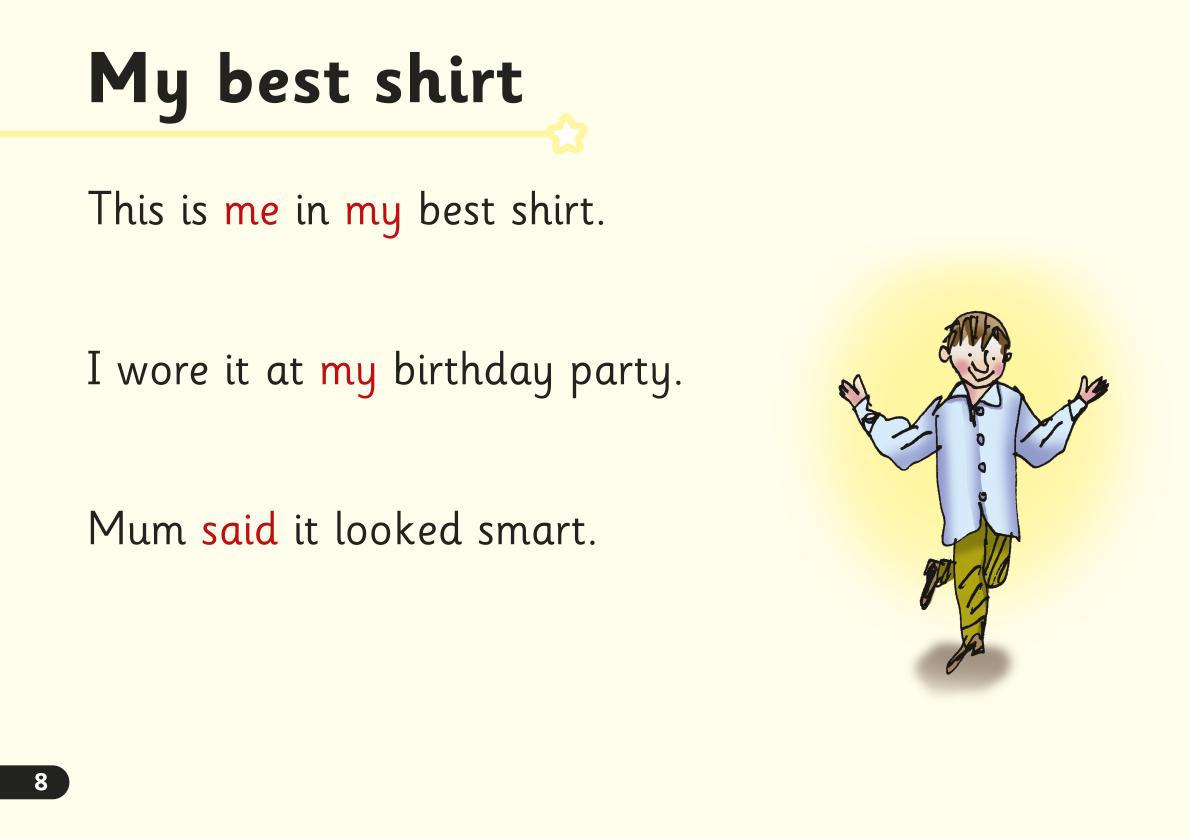 My best shirt
This is me in my best shirt.
I wore it at my birthday party.
Mum said it looked smart.
8